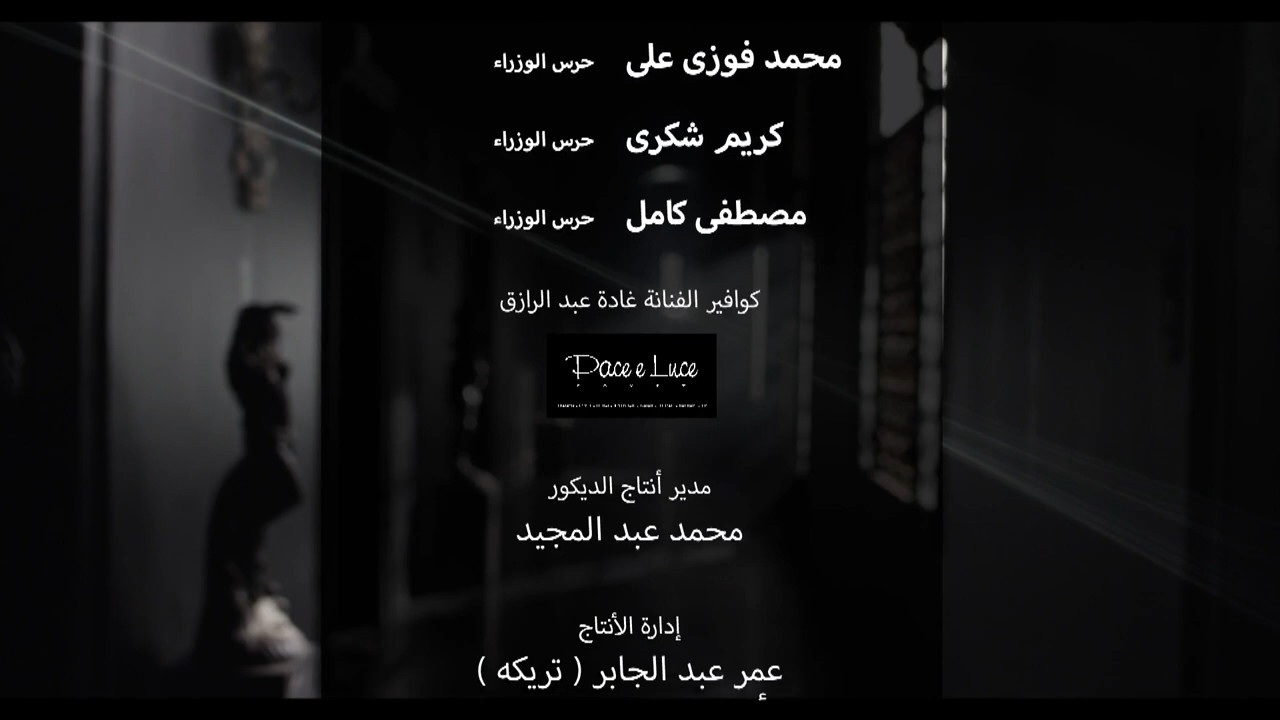 محمد فوزى على حرس الوزراء
كريم شكرى حرس الوزراء
مصطفى كامل حرس الوزراء
كوافير الفنانة غادة عبد الرازق
Pace e Luce
مدير أنتاج الديكور
محمد عبد المجيد
إدارة الأنتاج
عمر عبد الجابر ( تريكه )